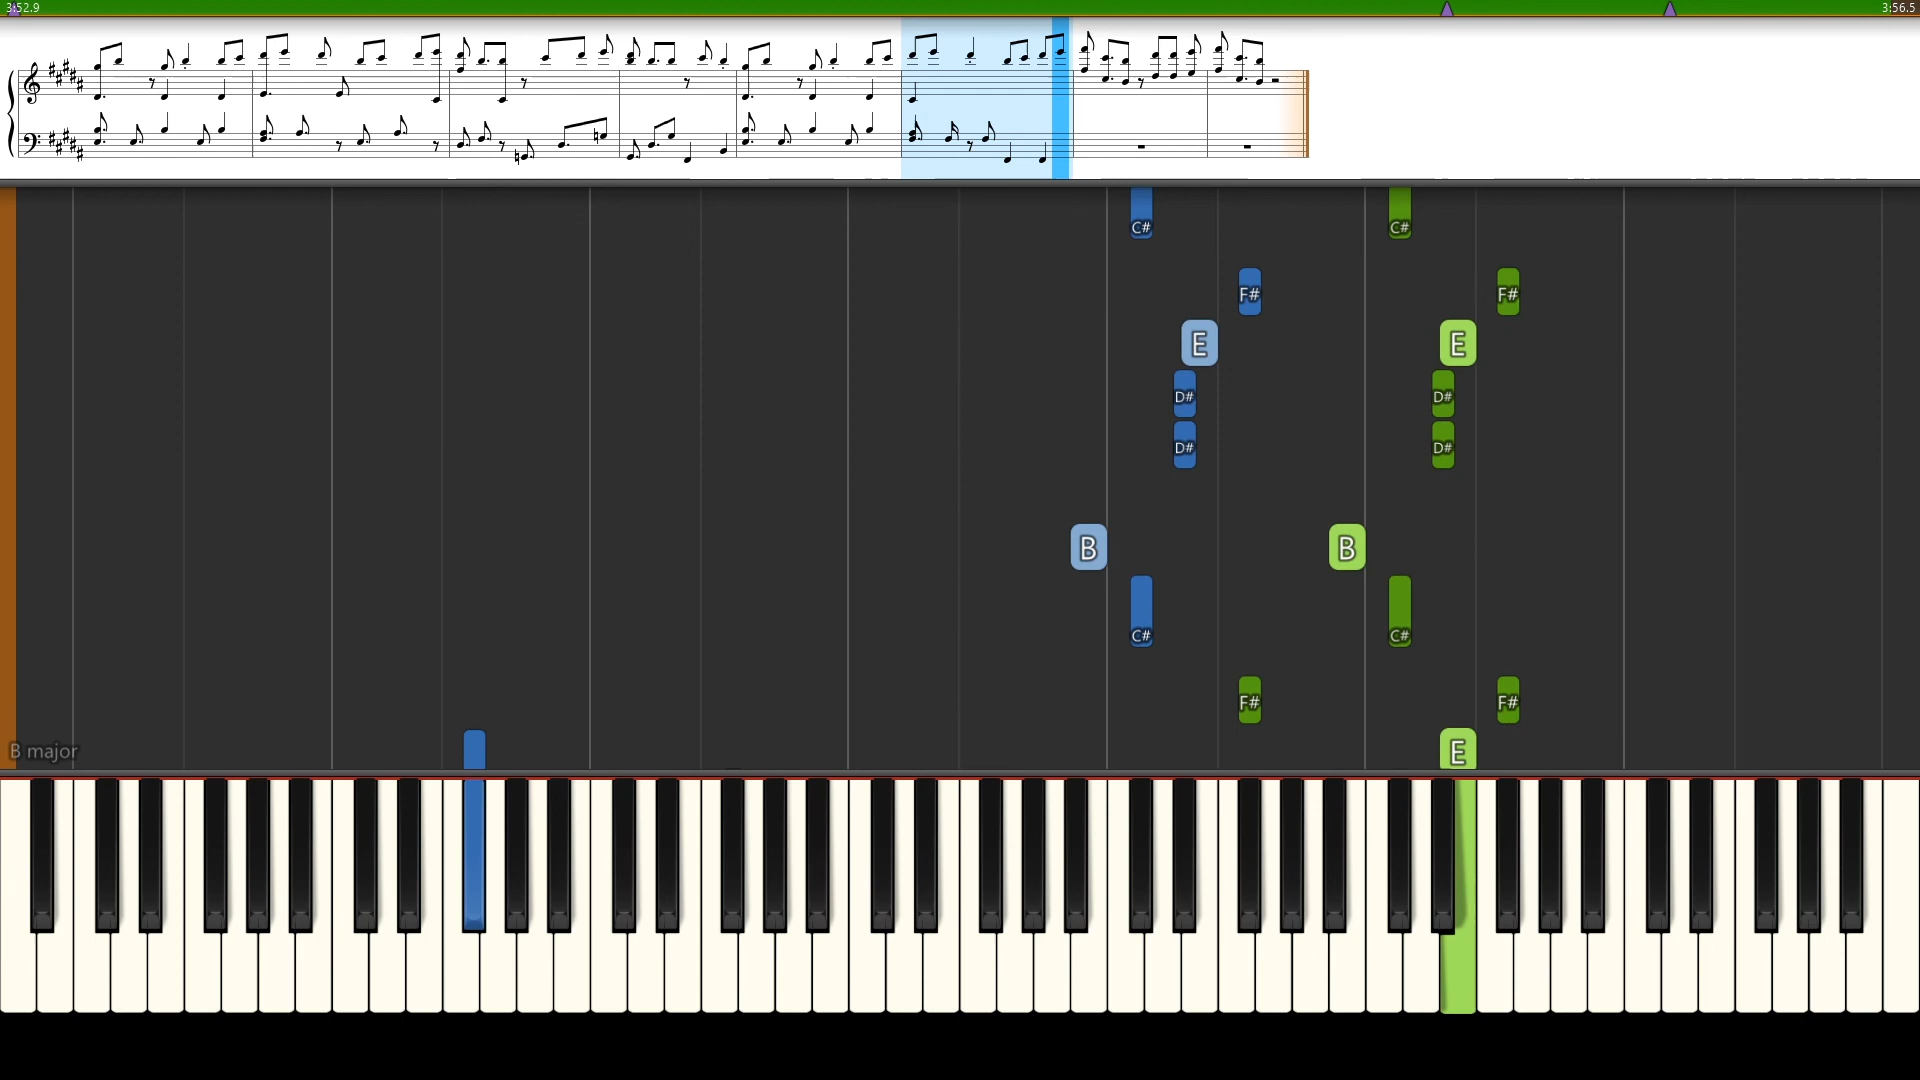 3:52.9 3:56.5
C# C#
F# F#
E E
D# D#
D# D#
B B
C# C#
F# F#
B major E